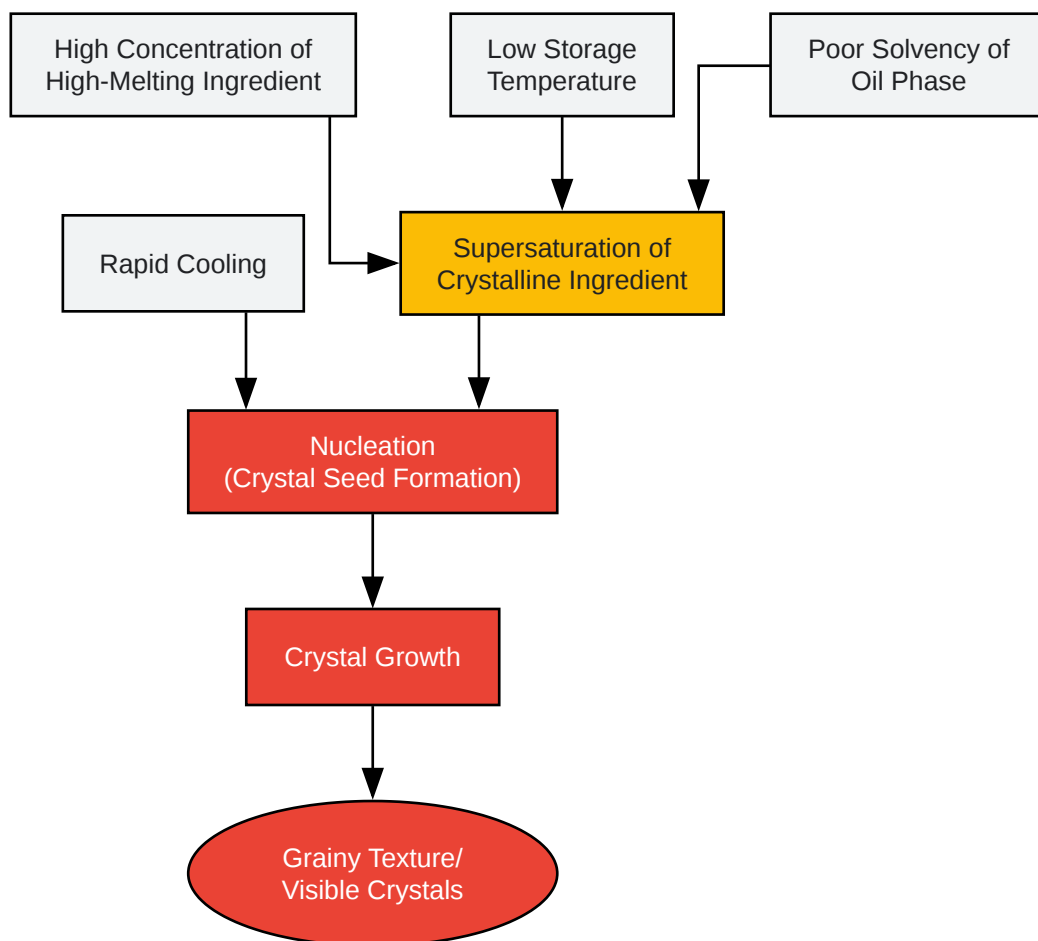 High Concentration of
High-Melting Ingredient
Low Storage
Temperature
Poor Solvency of
Oil Phase
Rapid Cooling
Supersaturation of
Crystalline Ingredient
Nucleation
(Crystal Seed Formation)
Crystal Growth
Grainy Texture/
Visible Crystals